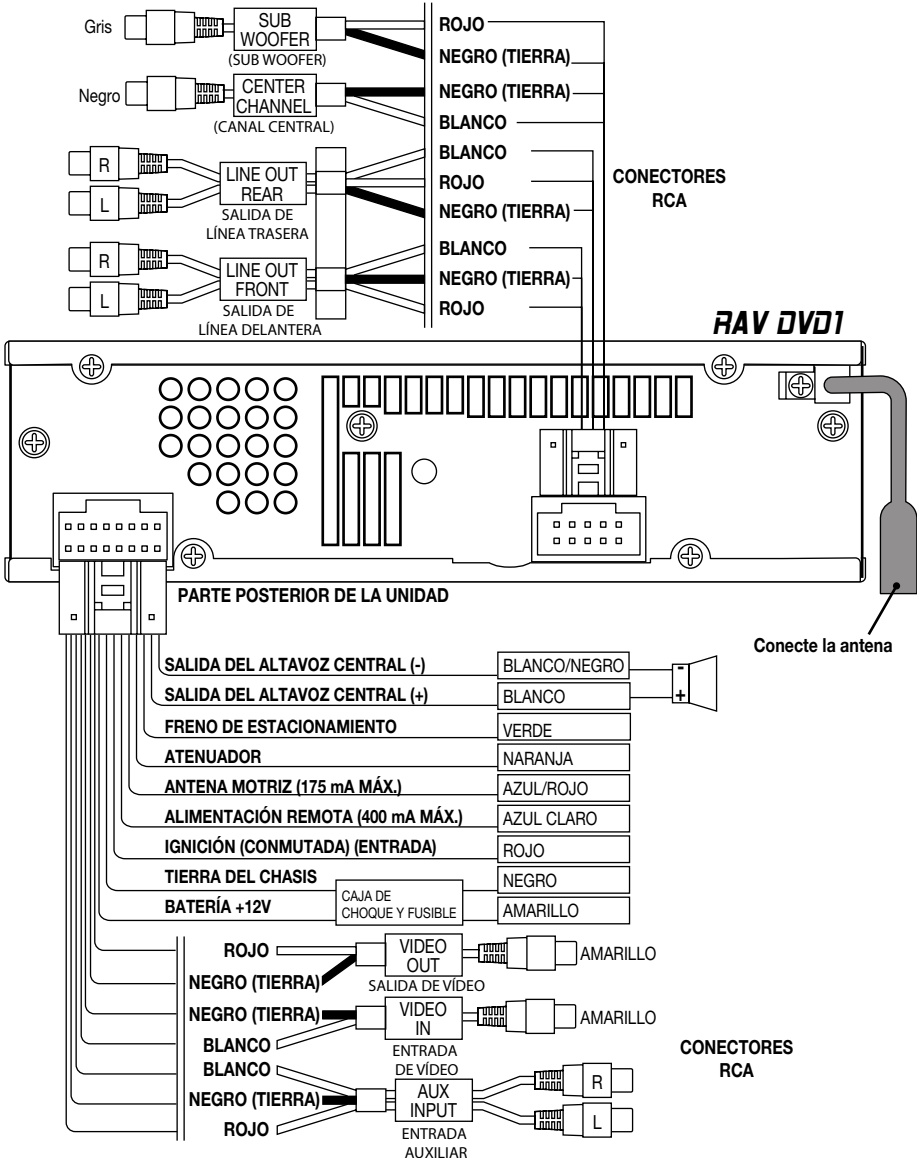 Gris
SUB
WOOFER
(SUB WOOFER)
ROJO
NEGRO (TIERRA)
Negro
CENTER
CHANNEL
(CANAL CENTRAL)
NEGRO (TIERRA)
BLANCO
R
L
LINE OUT
REAR
SALIDA DE
LÍNEA TRASERA
BLANCO
ROJO
NEGRO (TIERRA)
CONECTORES
RCA
R
L
LINE OUT
FRONT
SALIDA DE
LÍNEA DELANTERA
BLANCO
NEGRO (TIERRA)
ROJO
RAV DVD1
PARTE POSTERIOR DE LA UNIDAD
Conecte la antena
SALIDA DEL ALTAVOZ CENTRAL (-)
BLANCO/NEGRO
-
SALIDA DEL ALTAVOZ CENTRAL (+)
BLANCO
+
FRENO DE ESTACIONAMIENTO
VERDE
ATENUADOR
NARANJA
ANTENA MOTRIZ (175 mA MÁX.)
AZUL/ROJO
ALIMENTACIÓN REMOTA (400 mA MÁX.)
AZUL CLARO
IGNICIÓN (CONMUTADA) (ENTRADA)
ROJO
TIERRA DEL CHASIS
NEGRO
BATERÍA +12V
CAJA DE
CHOQUE Y FUSIBLE
AMARILLO
ROJO
NEGRO (TIERRA)
VIDEO
OUT
SALIDA DE VÍDEO
AMARILLO
NEGRO (TIERRA)
BLANCO
VIDEO
IN
ENTRADA
DE VÍDEO
AMARILLO
BLANCO
NEGRO (TIERRA)
ROJO
AUX
INPUT
ENTRADA
AUXILIAR
R
L
CONECTORES
RCA